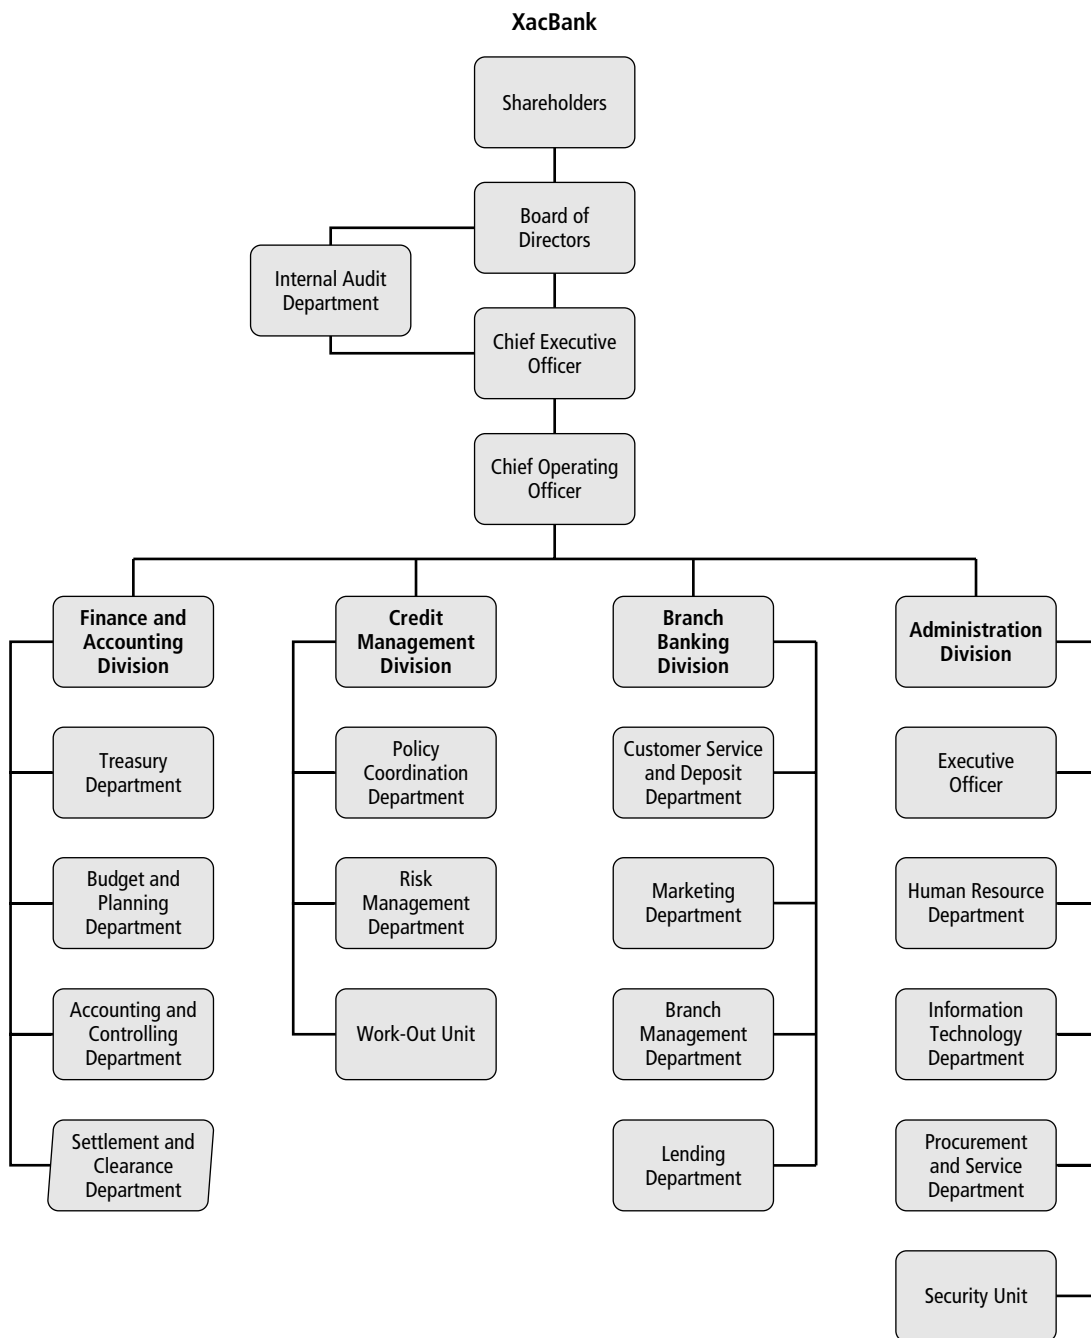 XacBank
Shareholders
Board of
Directors
Internal Audit
Department
Chief Executive
Officer
Chief Operating
Officer
Finance and
Accounting
Division
Treasury
Department
Budget and
Planning
Department
Accounting and
Controlling
Department
Settlement and
Clearance
Department
Credit
Management
Division
Policy
Coordination
Department
Risk
Management
Department
Work-Out Unit
Branch
Banking
Division
Customer Service
and Deposit
Department
Marketing
Department
Branch
Management
Department
Lending
Department
Administration
Division
Executive
Officer
Human Resource
Department
Information
Technology
Department
Procurement
and Service
Department
Security Unit